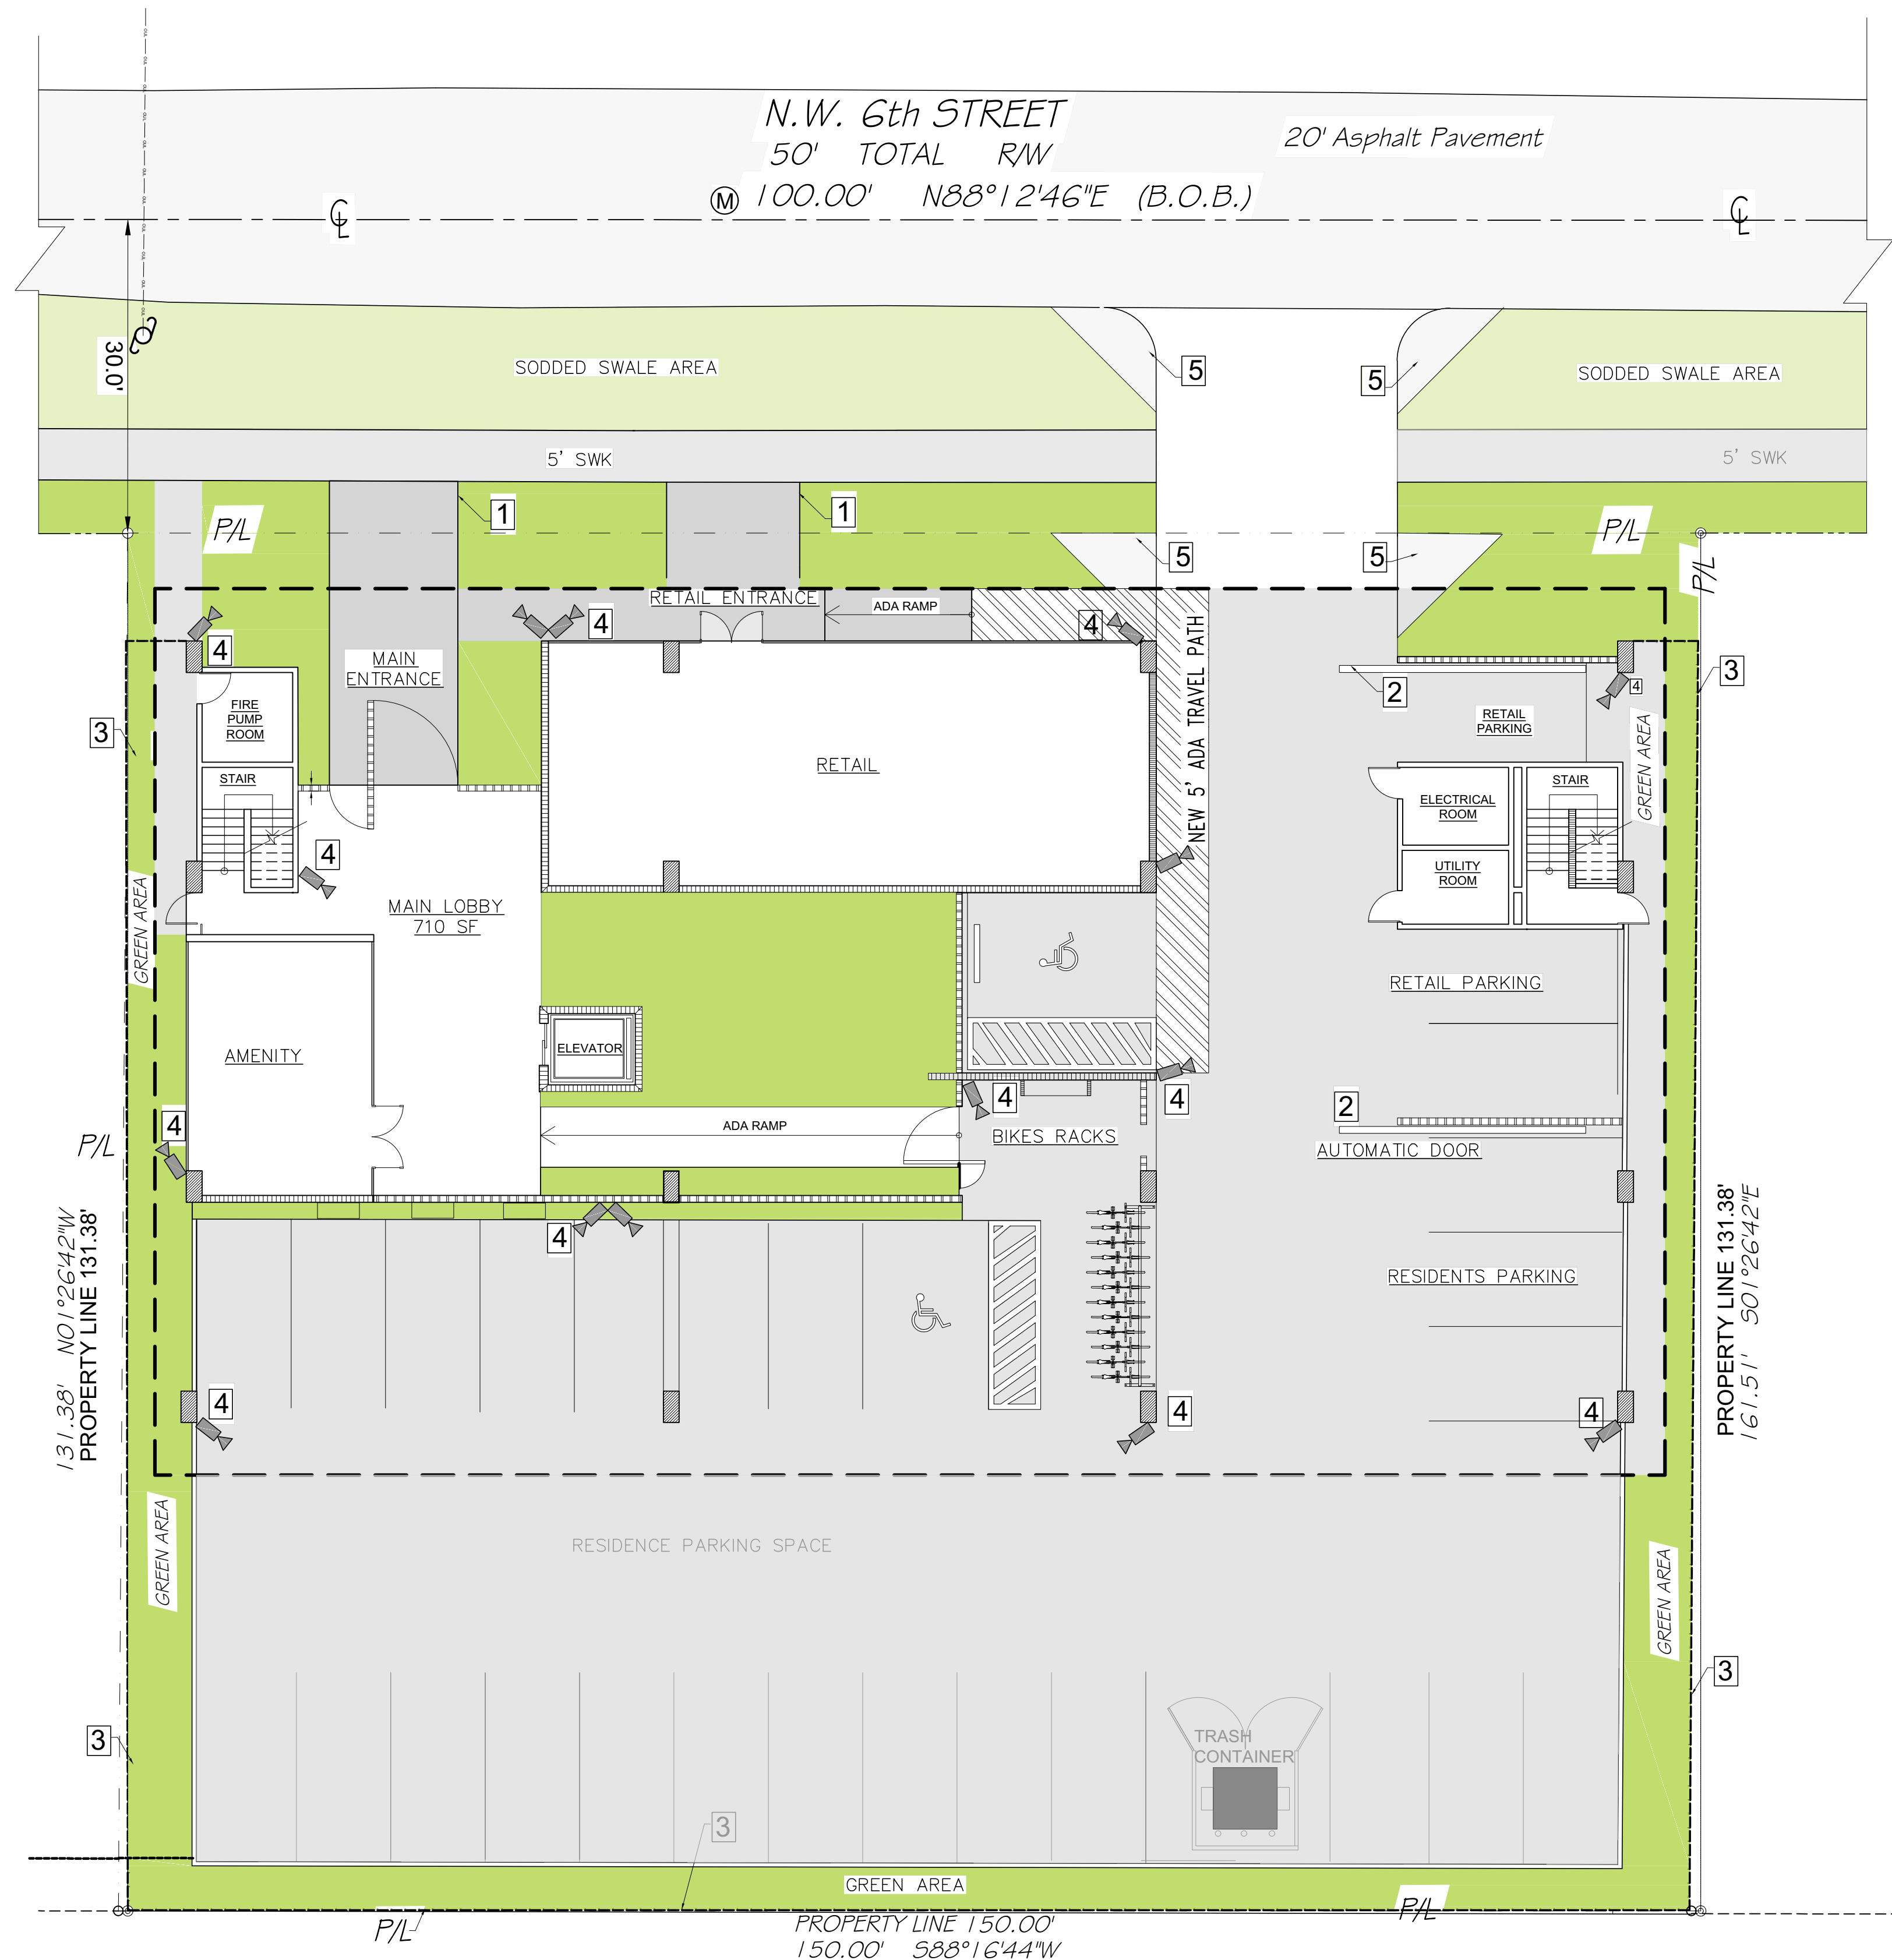 N.W. 6th STREET
50' TOTAL R/W
20' Asphalt Pavement
M 100.00' N88°12'46"E (B.O.B.)
CL
CL
30.0'
SODDED SWALE AREA
5
5
SODDED SWALE AREA
5' SWK
5' SWK
1
1
P/L
P/L
5
5
P/L
RETAIL ENTRANCE
ADA RAMP
4
4
4
MAIN
ENTRANCE
NEW 5' ADA TRAVEL PATH
2
4
3
3
FIRE
PUMP
ROOM
RETAIL
PARKING
GREEN AREA
STAIR
RETAIL
ELECTRICAL
ROOM
STAIR
4
UTILITY
ROOM
GREEN AREA
MAIN LOBBY
710 SF
RETAIL PARKING
AMENITY
ELEVATOR
4
4
4
2
P/L
ADA RAMP
BIKES RACKS
AUTOMATIC DOOR
4
RESIDENTS PARKING
131.38' N01°26'42"W
PROPERTY LINE 131.38'
PROPERTY LINE 131.38'
161.51' S01°26'42"E
4
4
4
GREEN AREA
RESIDENCE PARKING SPACE
GREEN AREA
3
3
TRASH
CONTAINER
3
GREEN AREA
P/L
P/L
PROPERTY LINE 150.00'
150.00' S88°16'44"W